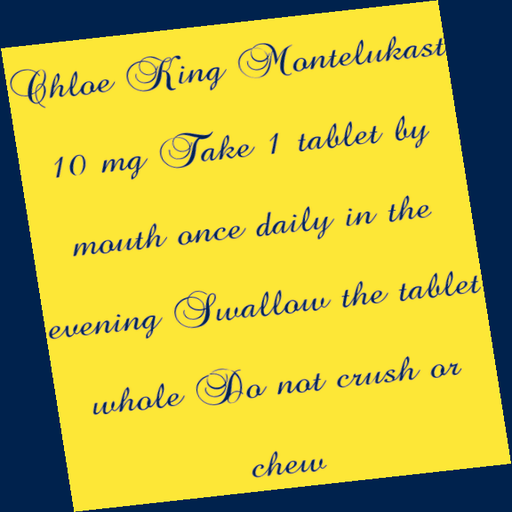 Chloe King Montelukast
10 mg Take 1 tablet by
mouth once daily in the
evening Swallow the tablet
whole Do not crush or
chew